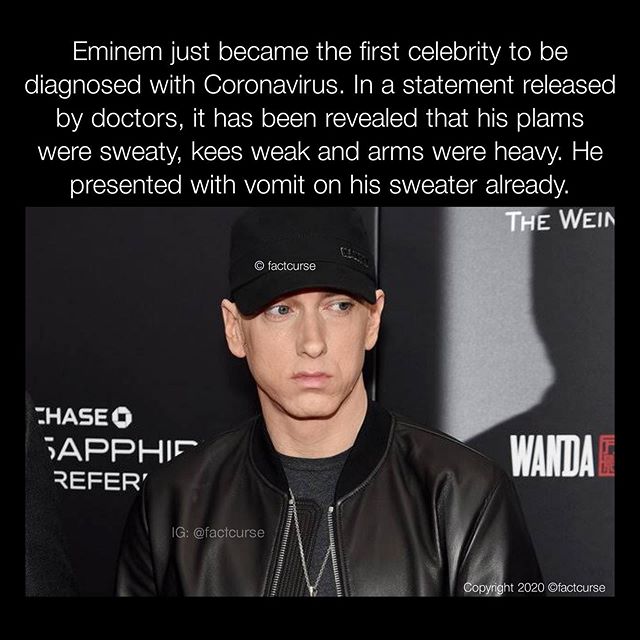 Eminem just became the first celebrity to be
diagnosed with Coronavirus. In a statement released
by doctors, it has been revealed that his plams
were sweaty, kees weak and arms were heavy. He
presented with vomit on his sweater already.
THE WEIN
© factcurse
CHASE
SAPPHIR
REFERR
WANDA
IG: @factcurse
Copyright 2020 ©factcurse